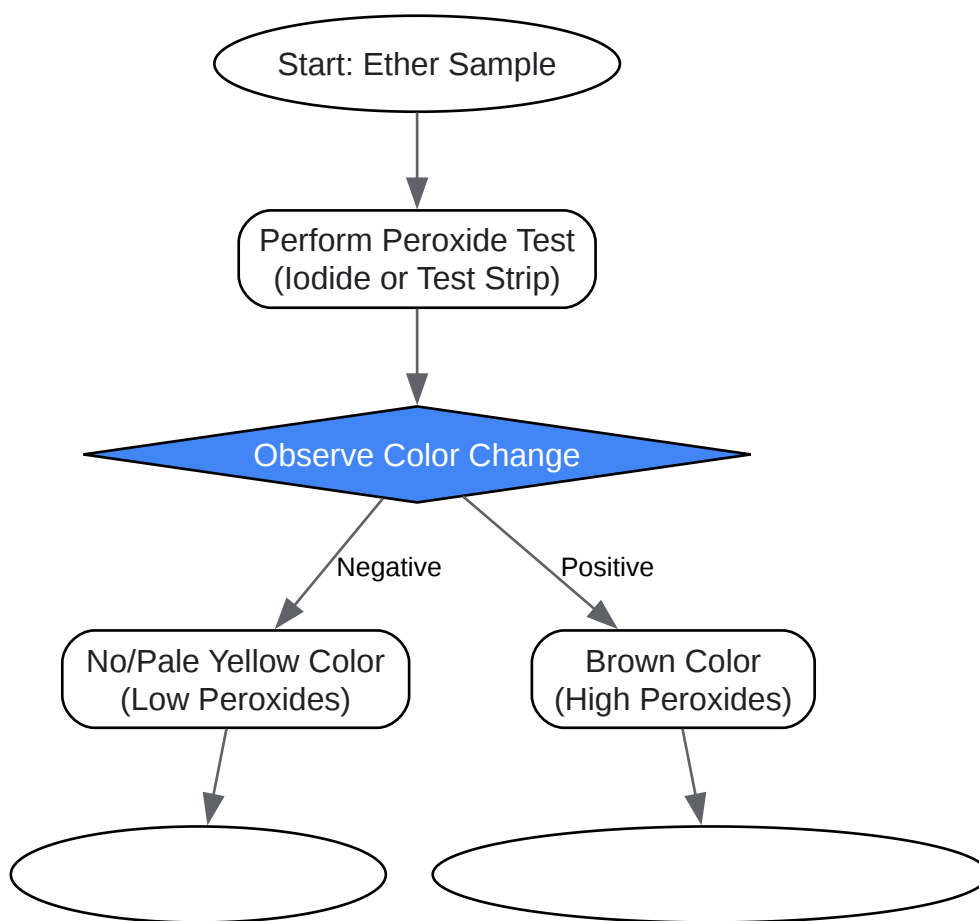 Start: Ether Sample
Perform Peroxide Test
(Iodide or Test Strip)
Observe Color Change
Negative
Positive
No/Pale Yellow Color
(Low Peroxides)
Brown Color
(High Peroxides)